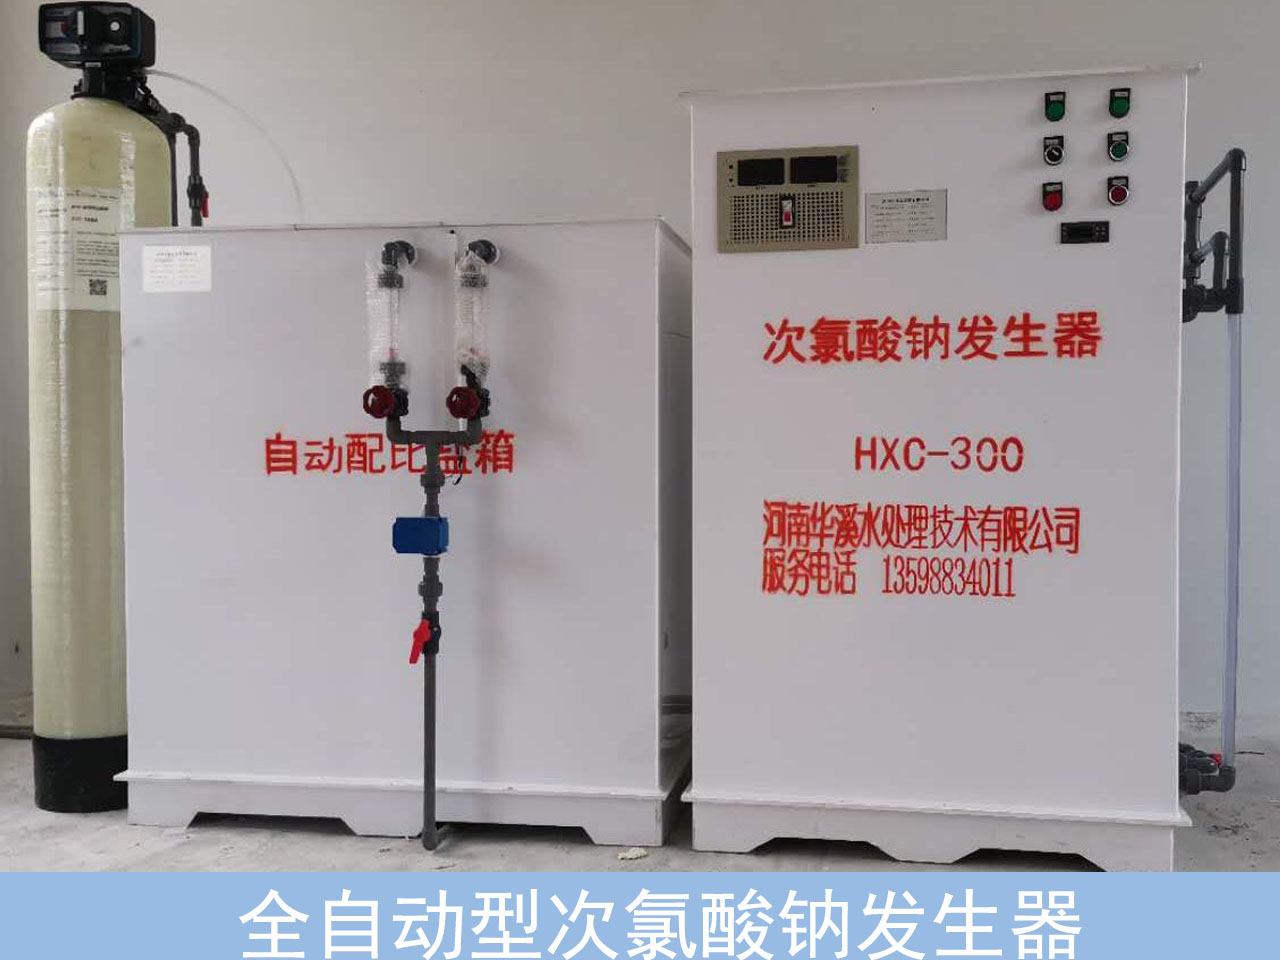 自动配比盐箱
次氯酸钠发生器
HXC-300
河南华溪水处理技术有限公司
服务电话 13598834011
全自动型次氯酸钠发生器